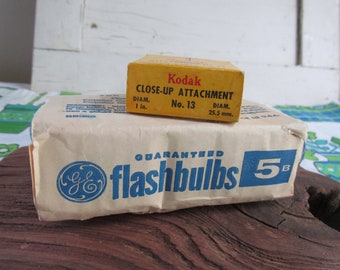 Kodak
CLOSE-UP ATTACHMENT
DIAM. No. 13 DIAM.
1 in. 25.5 mm.
GUARANTEED
GE flashbulbs 5B